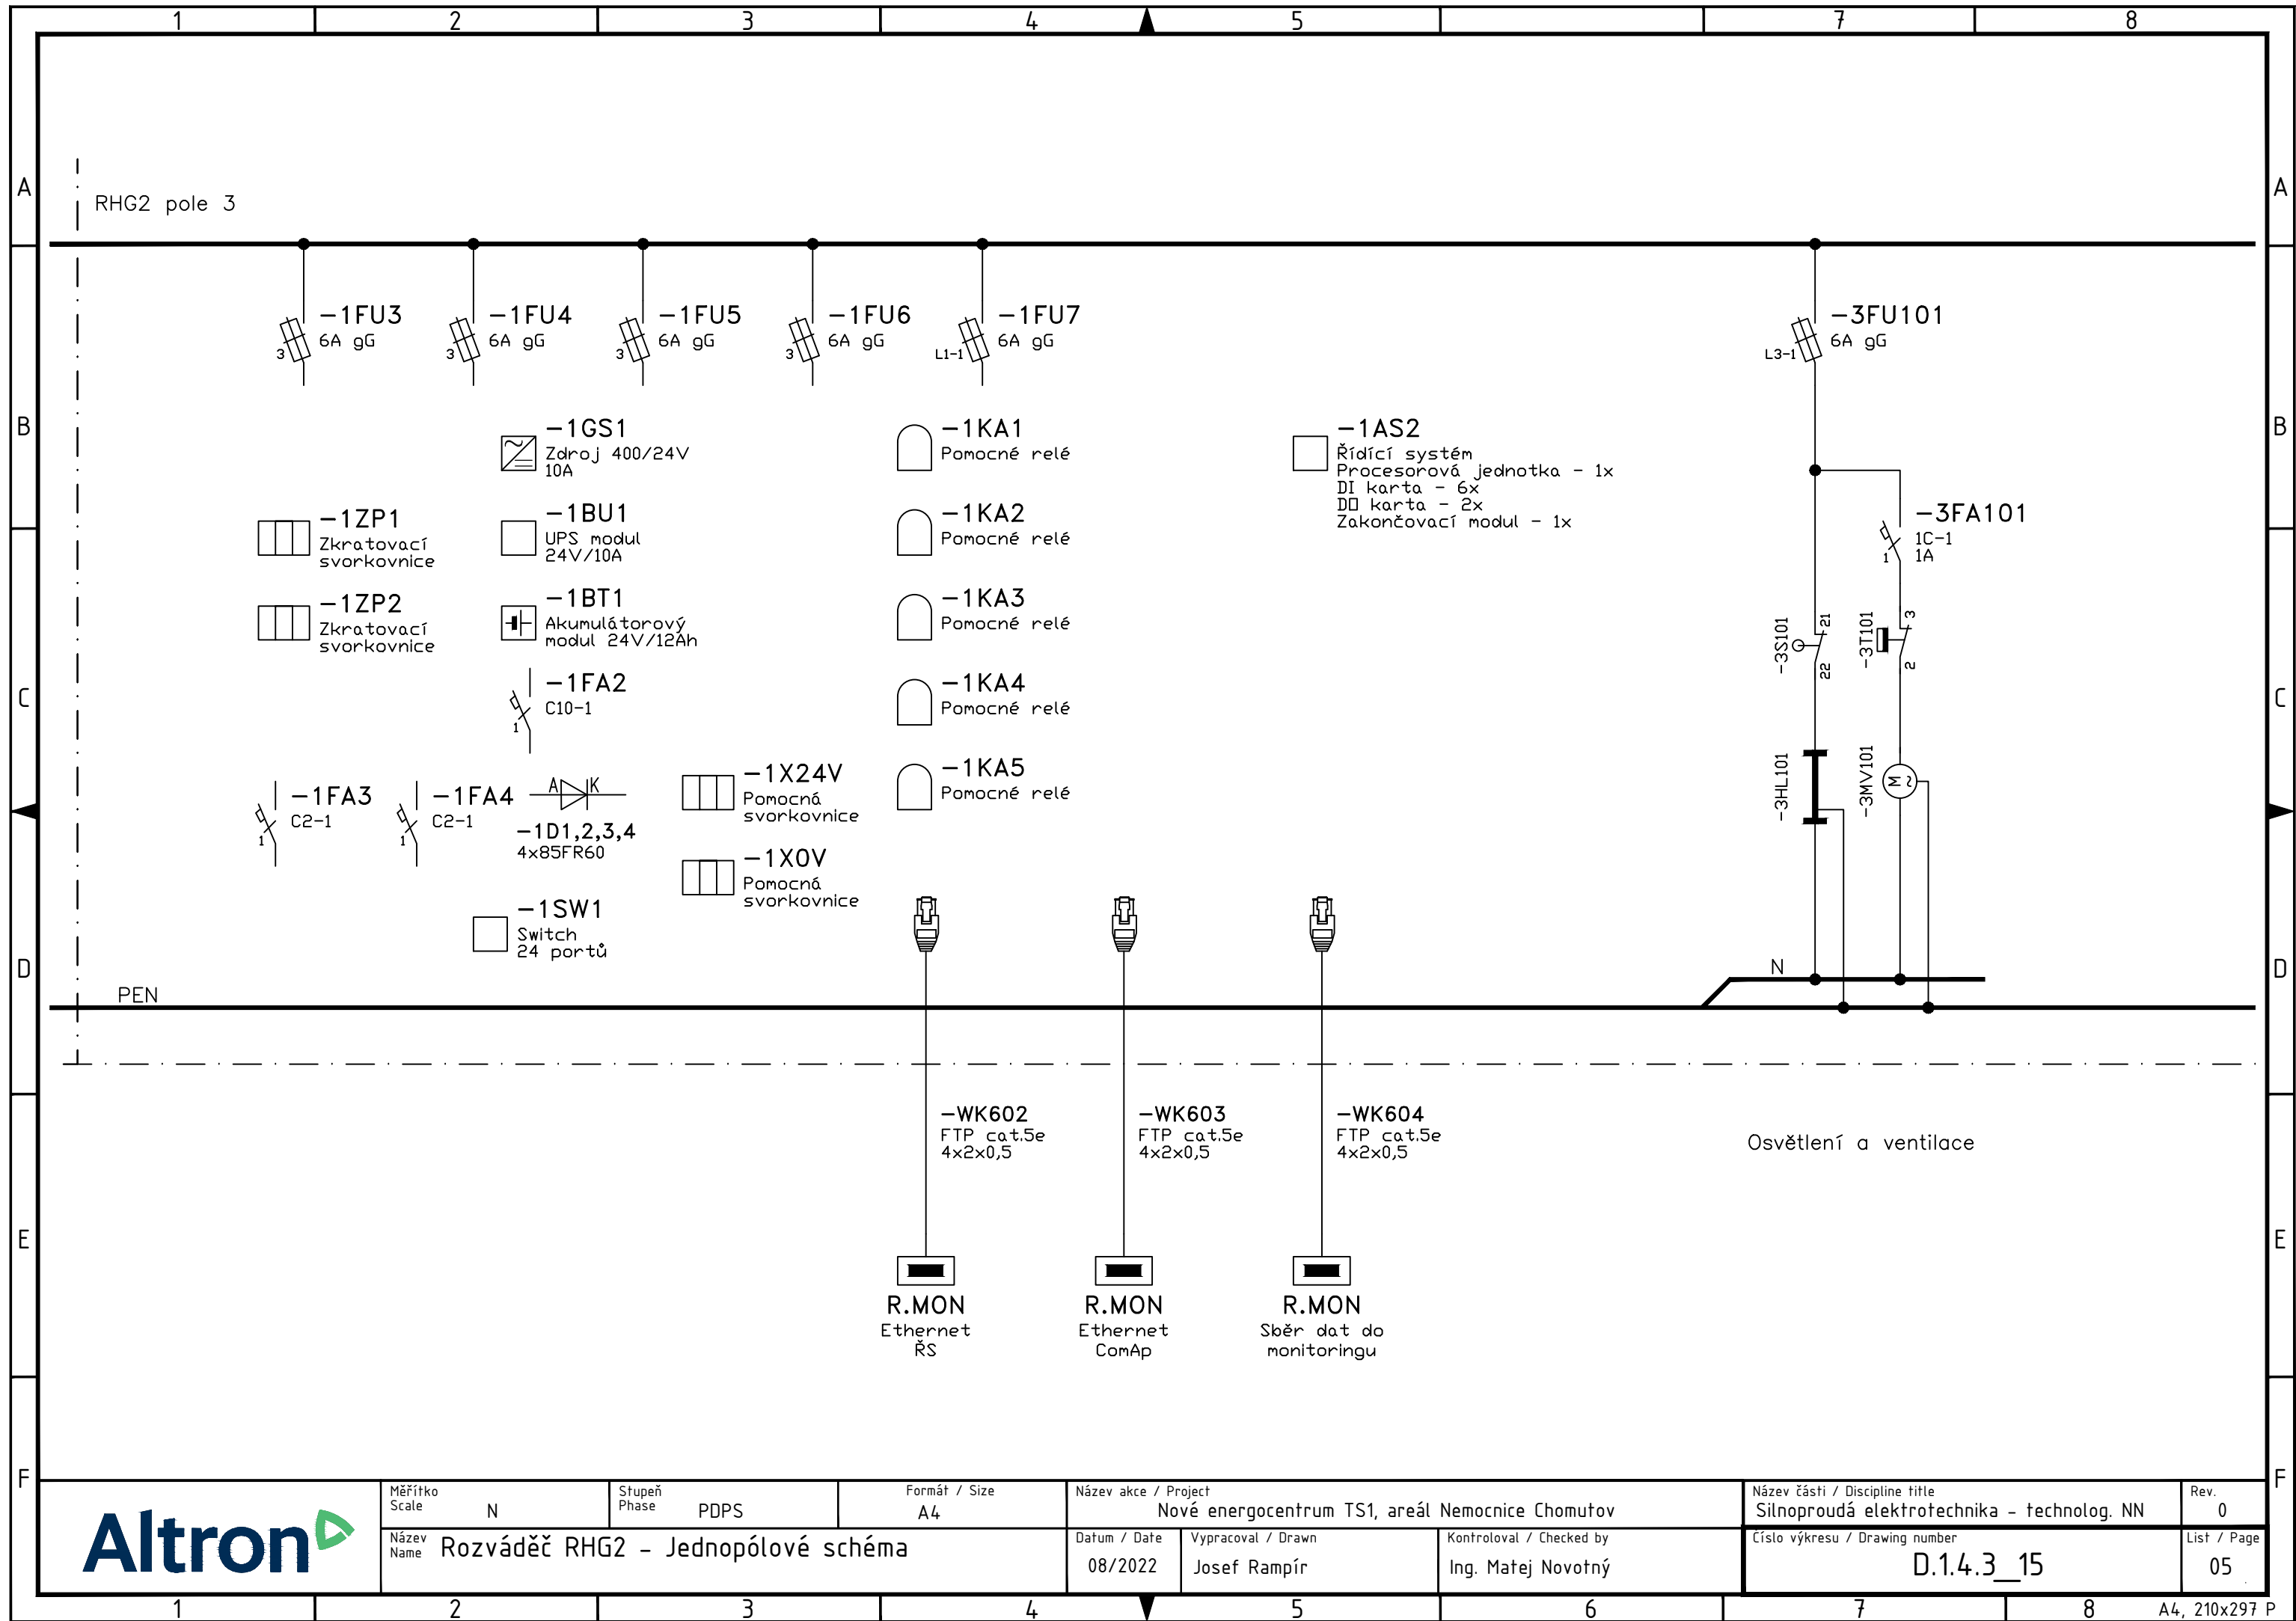 1 2 3 4 5 7 8
A A
RHG2 pole 3
-1FU3
6A gG
3
-1FU4
6A gG
3
-1FU5
6A gG
3
-1FU6
6A gG
3
-1FU7
6A gG
L1-1
-3FU101
6A gG
L3-1
B B
-1GS1
Zdroj 400/24V
10A
-1KA1
Pomocné relé
-1AS2
Řídící systém
Procesorová jednotka - 1x
DI karta - 6x
DO karta - 2x
Zakončovací modul - 1x
-1ZP1
Zkratovací
svorkovnice
-1BU1
UPS modul
24V/10A
-1KA2
Pomocné relé
-3FA101
1C-1
1A
1
-1ZP2
Zkratovací
svorkovnice
-1BT1
Akumulátorový
modul 24V/12Ah
-1KA3
Pomocné relé
-3S101
21
22
-3T101
3
2
C C
-1FA2
C10-1
1
-1KA4
Pomocné relé
-1FA3
C2-1
1
-1FA4
C2-1
1
A K
-1D1,2,3,4
4x85FR60
-1X24V
Pomocná
svorkovnice
-1KA5
Pomocné relé
-3HL101
-3MV101
M ~
-1X0V
Pomocná
svorkovnice
-1SW1
Switch
24 portů
D D
N
PEN
-WK602
FTP cat.5e
4x2x0,5
-WK603
FTP cat.5e
4x2x0,5
-WK604
FTP cat.5e
4x2x0,5
Osvětlení a ventilace
E E
R.MON
Ethernet
ŘS
R.MON
Ethernet
ComAp
R.MON
Sběr dat do
monitoringu
F F
Altron
Měřítko
Scale
N
Stupeň
Phase
PDPS
Formát / Size
A4
Název akce / Project
Nové energocentrum TS1, areál Nemocnice Chomutov
Název části / Discipline title
Silnoproudá elektrotechnika - technolog. NN
Rev.
0
Název
Name
Rozváděč RHG2 - Jednopólové schéma
Datum / Date
08/2022
Vypracoval / Drawn
Josef Rampír
Kontroloval / Checked by
Ing. Matej Novotný
Číslo výkresu / Drawing number
D.1.4.3__15
List / Page
05
1 2 3 4 5 6 7 8
A4, 210x297 P